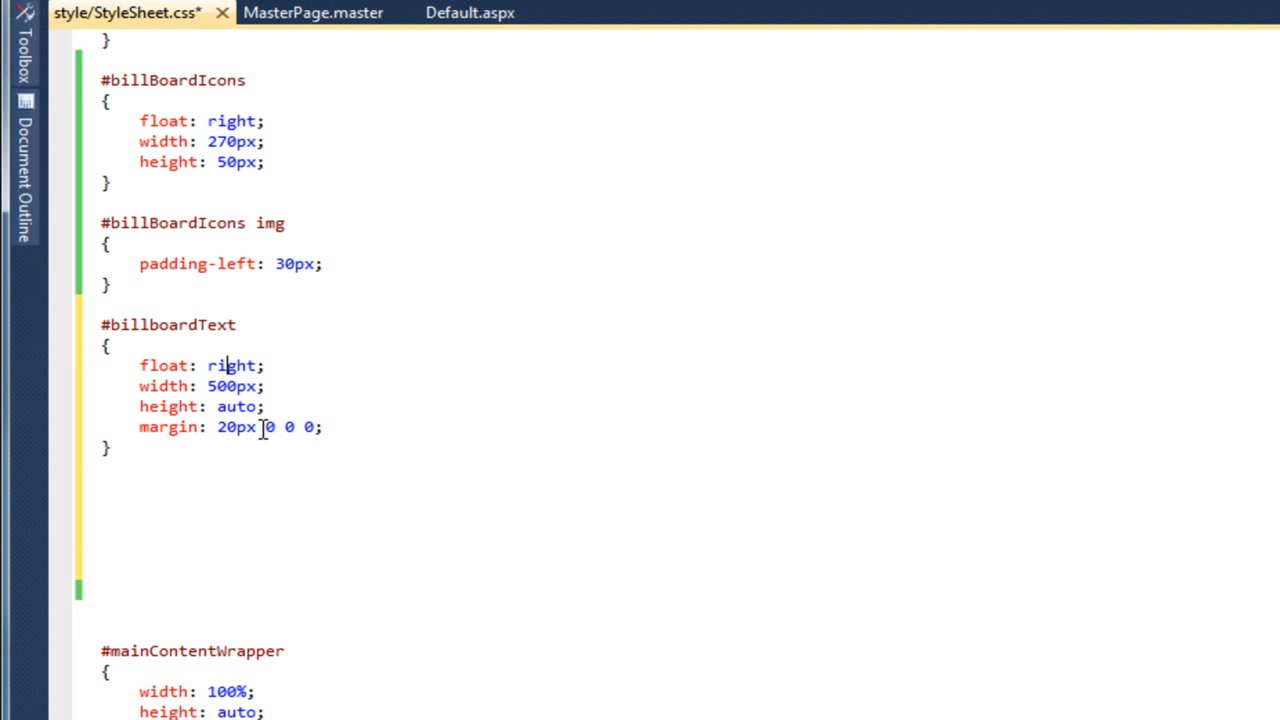 style/StyleSheet.css* MasterPage.master Default.aspx
Toolbox
Document Outline
}
#billBoardIcons
{
float: right;
width: 270px;
height: 50px;
}
#billBoardIcons img
{
padding-left: 30px;
}
#billboardText
{
float: right;
width: 500px;
height: auto;
margin: 20px 0 0 0;
}
#mainContentWrapper
{
width: 100%;
height: auto;